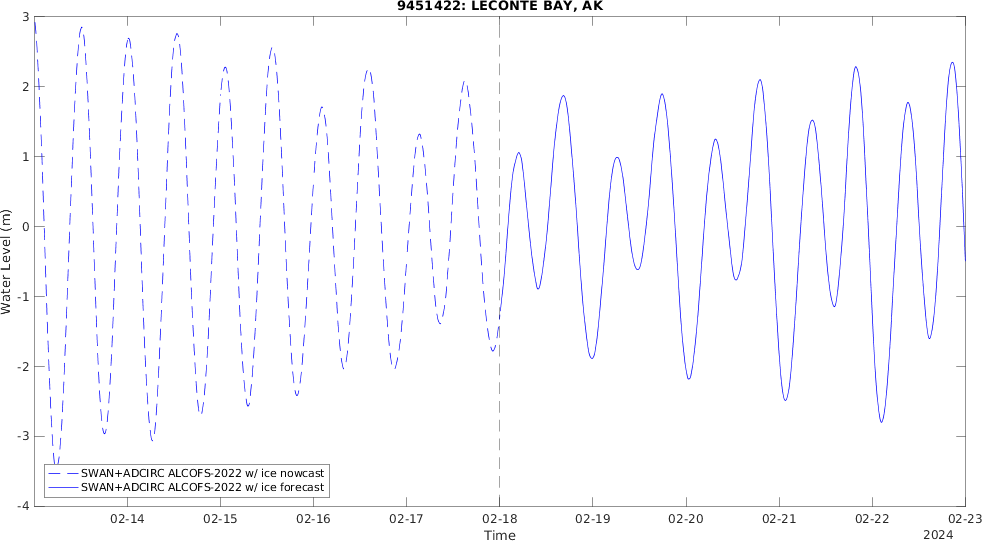 9451422: LECONTE BAY, AK
3
2
1
0
-1
-2
-3
-4
Water Level (m)
SWAN+ADCIRC ALCOFS-2022 w/ ice nowcast
SWAN+ADCIRC ALCOFS-2022 w/ ice forecast
02-14 02-15 02-16 02-17 02-18 02-19 02-20 02-21 02-22 02-23
Time
2024